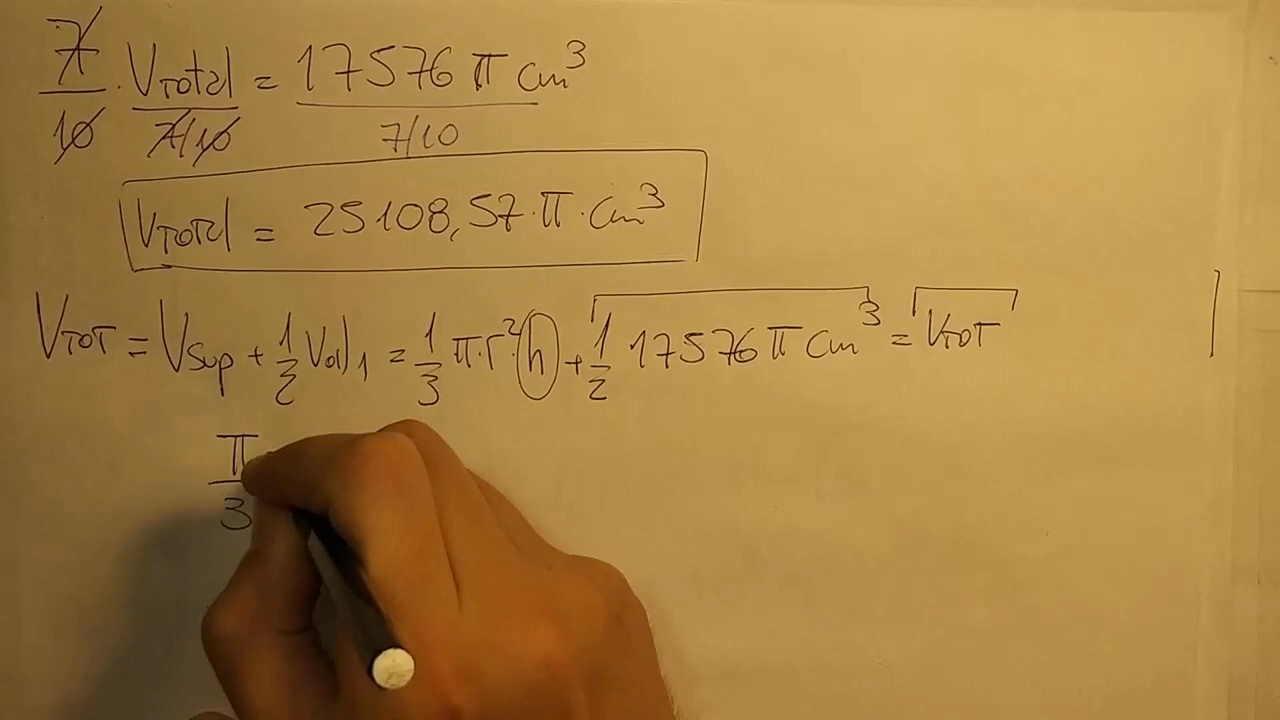 7/10 · VTotal/7/10 = 17576 π cm³/7/10
VTOTal = 25108,57·π·cm³
VTOT = Vsup + 1/2 Vol1 = 1/3 π·r²·h + 1/2 17576 π cm³ = VTOT
π/3